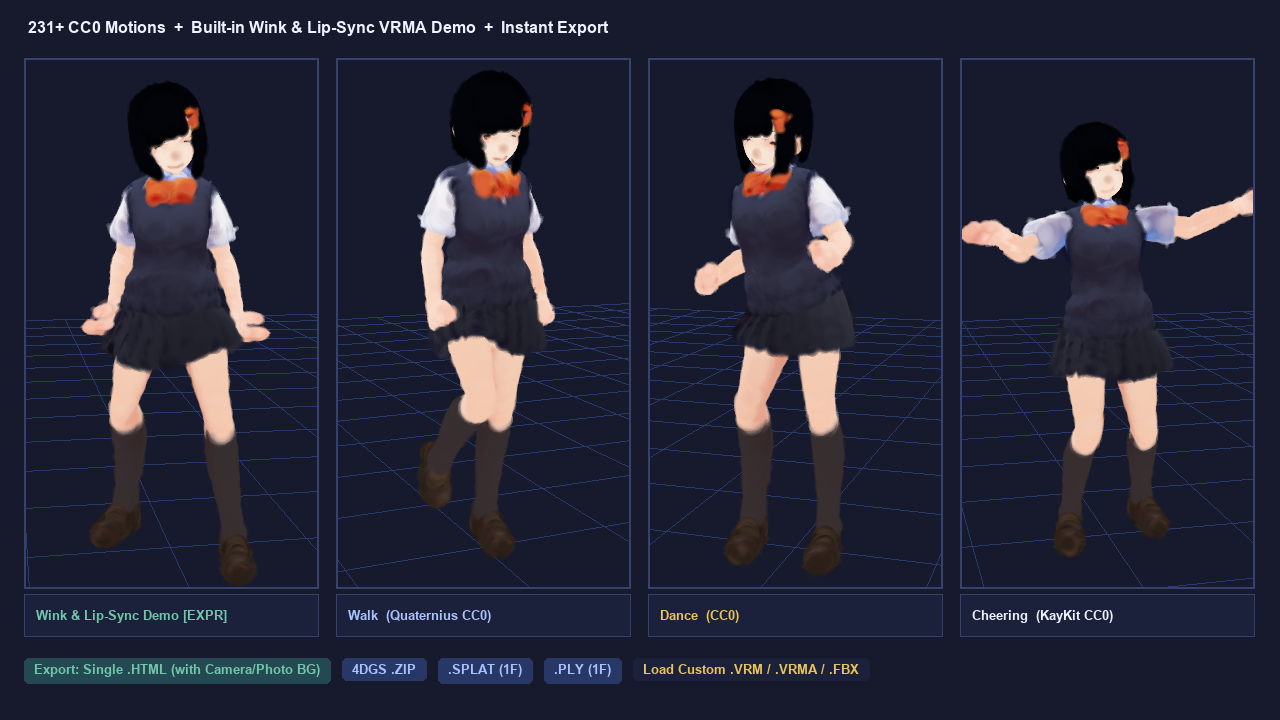 231+ CC0 Motions + Built-in Wink & Lip-Sync VRMA Demo + Instant Export
Wink & Lip-Sync Demo [EXPR]
Walk (Quaternius CC0)
Dance (CC0)
Cheering (KayKit CC0)
Export: Single .HTML (with Camera/Photo BG)
4DGS .ZIP
.SPLAT (1F)
.PLY (1F)
Load Custom .VRM / .VRMA / .FBX